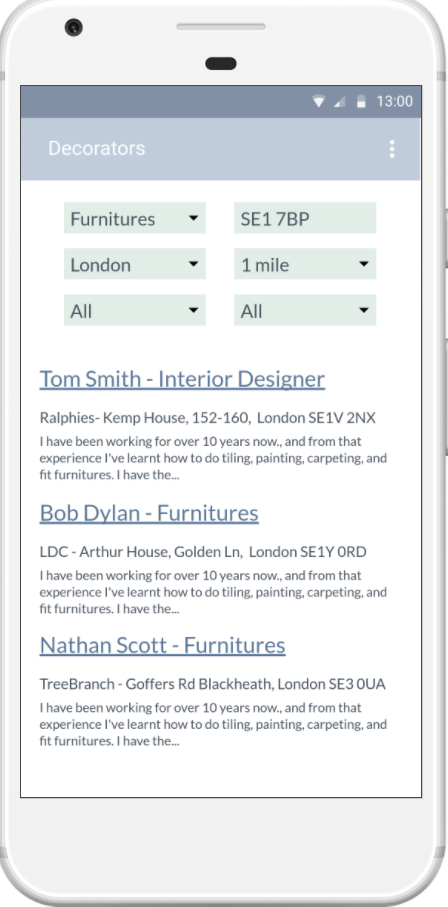 13:00
Decorators
Furnitures SE1 7BP
London 1 mile
All All
Tom Smith - Interior Designer
Ralphies- Kemp House, 152-160, London SE1V 2NX
I have been working for over 10 years now., and from that
experience I've learnt how to do tiling, painting, carpeting, and
fit furnitures. I have the...
Bob Dylan - Furnitures
LDC - Arthur House, Golden Ln, London SE1Y 0RD
I have been working for over 10 years now., and from that
experience I've learnt how to do tiling, painting, carpeting, and
fit furnitures. I have the...
Nathan Scott - Furnitures
TreeBranch - Goffers Rd Blackheath, London SE3 0UA
I have been working for over 10 years now., and from that
experience I've learnt how to do tiling, painting, carpeting, and
fit furnitures. I have the...